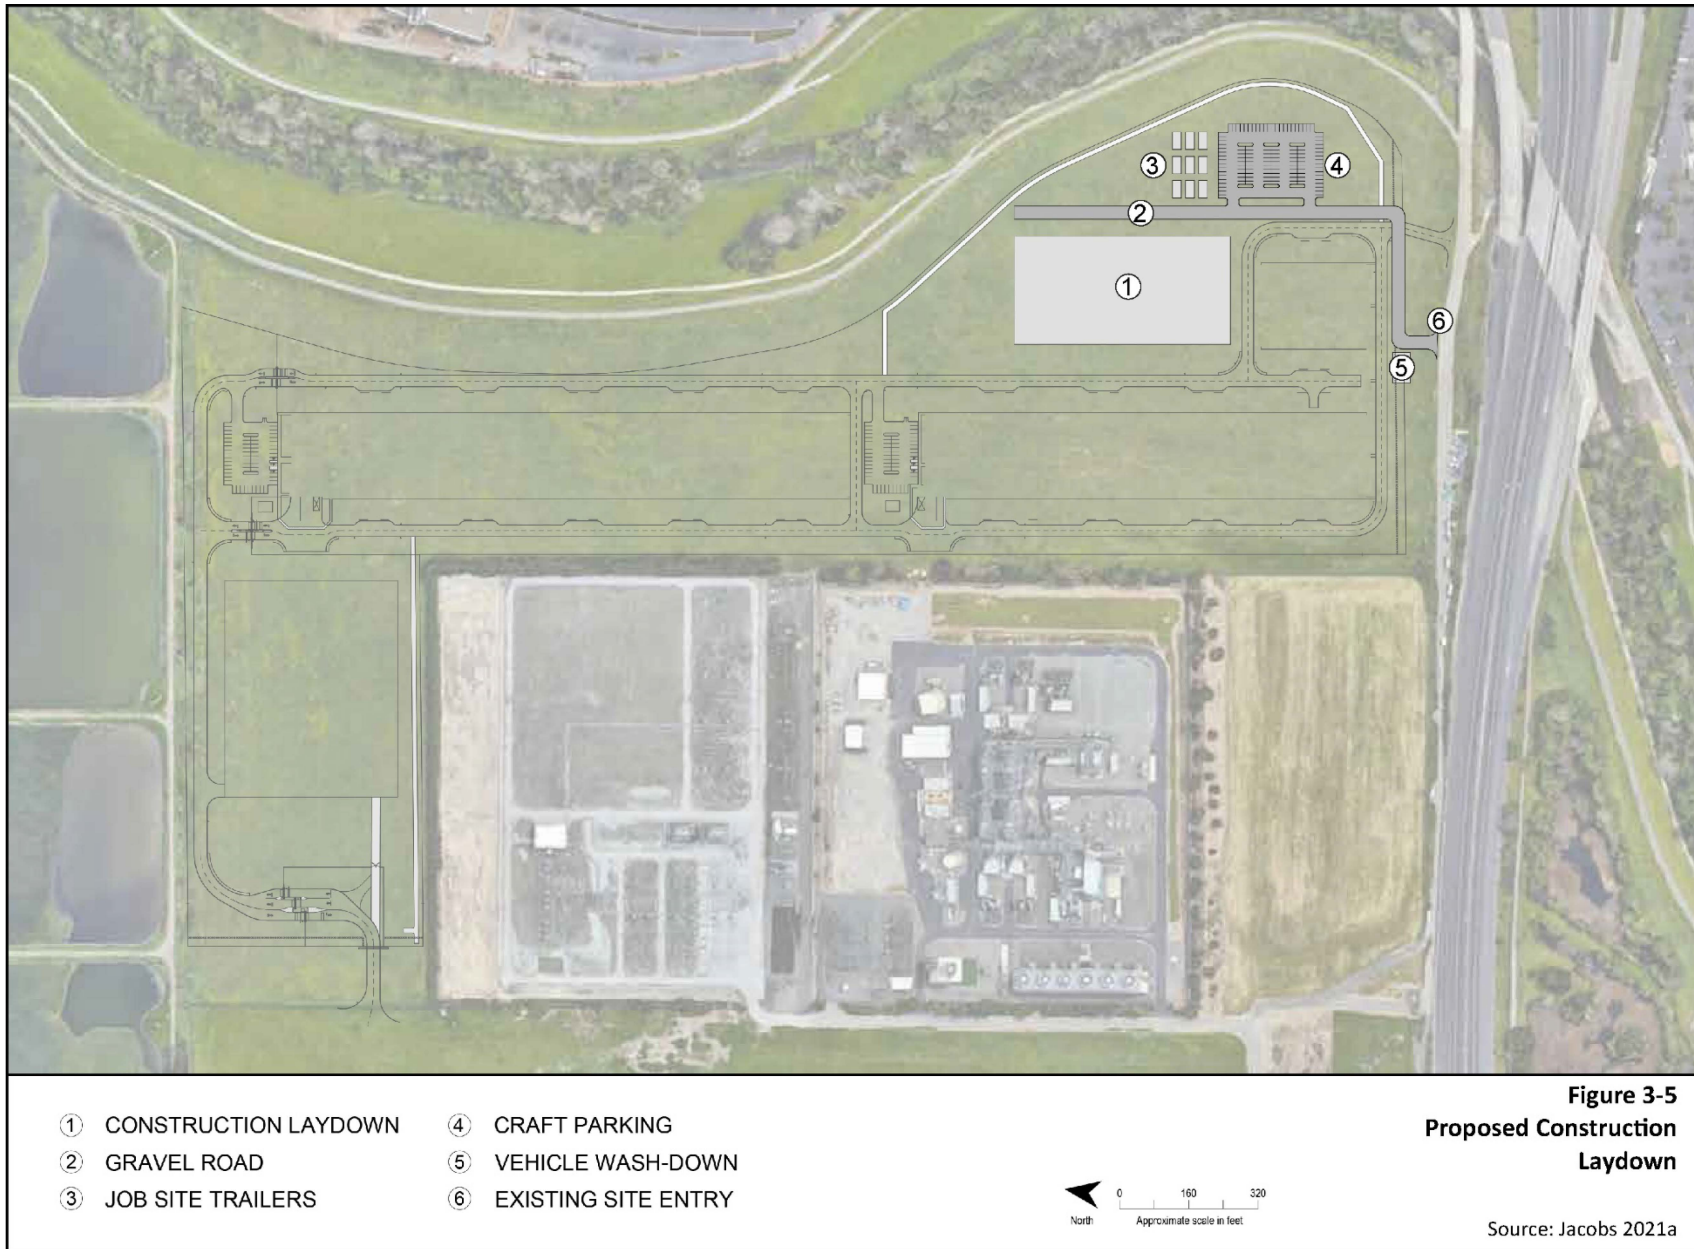 ③
④
②
①
⑥
⑤
① CONSTRUCTION LAYDOWN
② GRAVEL ROAD
③ JOB SITE TRAILERS
④ CRAFT PARKING
⑤ VEHICLE WASH-DOWN
⑥ EXISTING SITE ENTRY
North
0 160 320
Approximate scale in feet
Figure 3-5
Proposed Construction
Laydown
Source: Jacobs 2021a